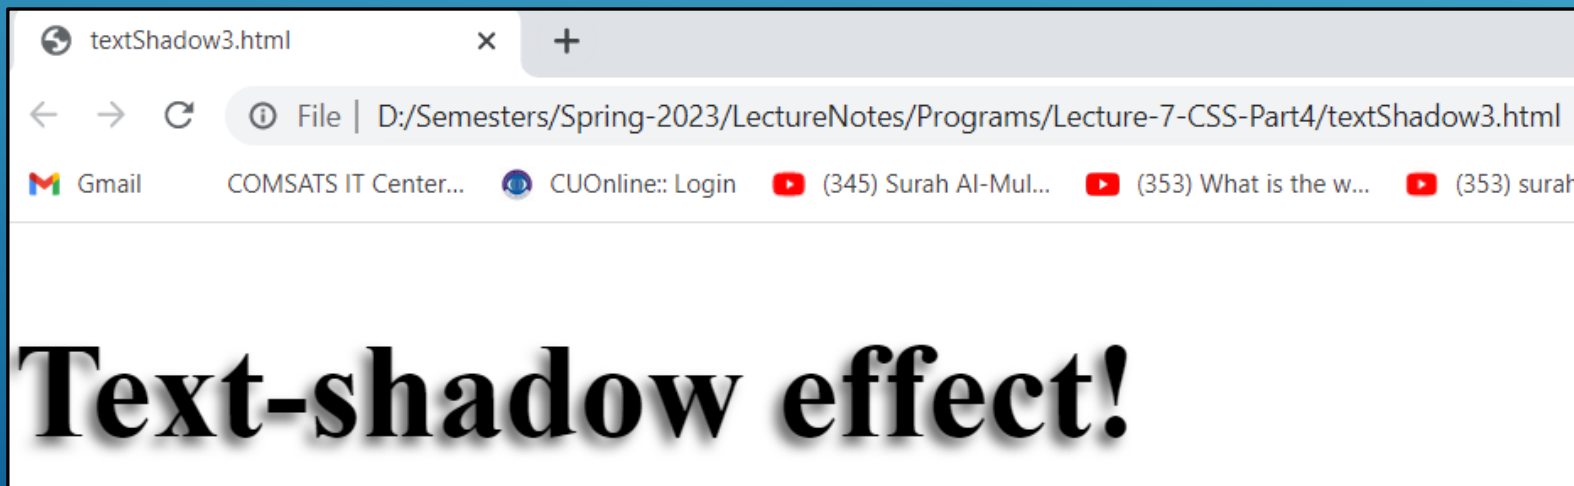 textShadow3.html
File | D:/Semesters/Spring-2023/LectureNotes/Programs/Lecture-7-CSS-Part4/textShadow3.html
Gmail COMSATS IT Center... CUOnline:: Login (345) Surah Al-Mul... (353) What is the w... (353) surah
Text-shadow effect!